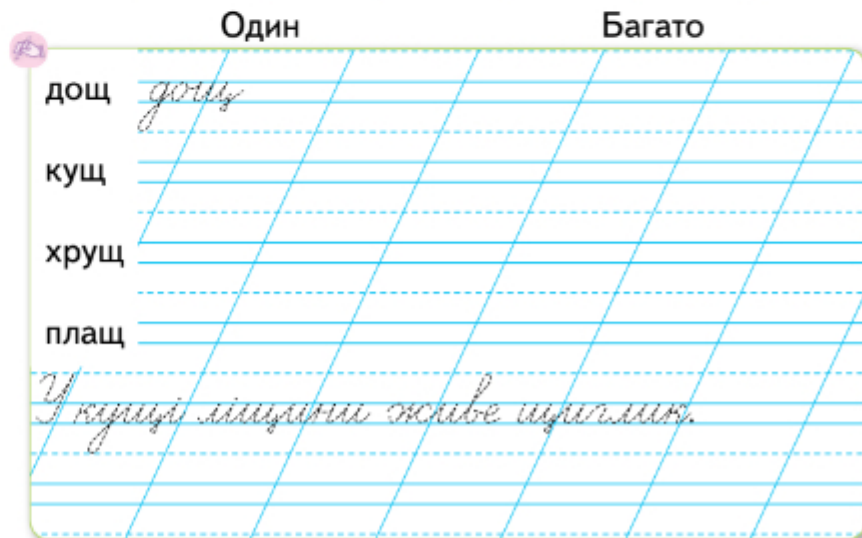 Один Багато
дощ дощ
кущ
хрущ
плащ
У кущі ліщини живе щиглик.